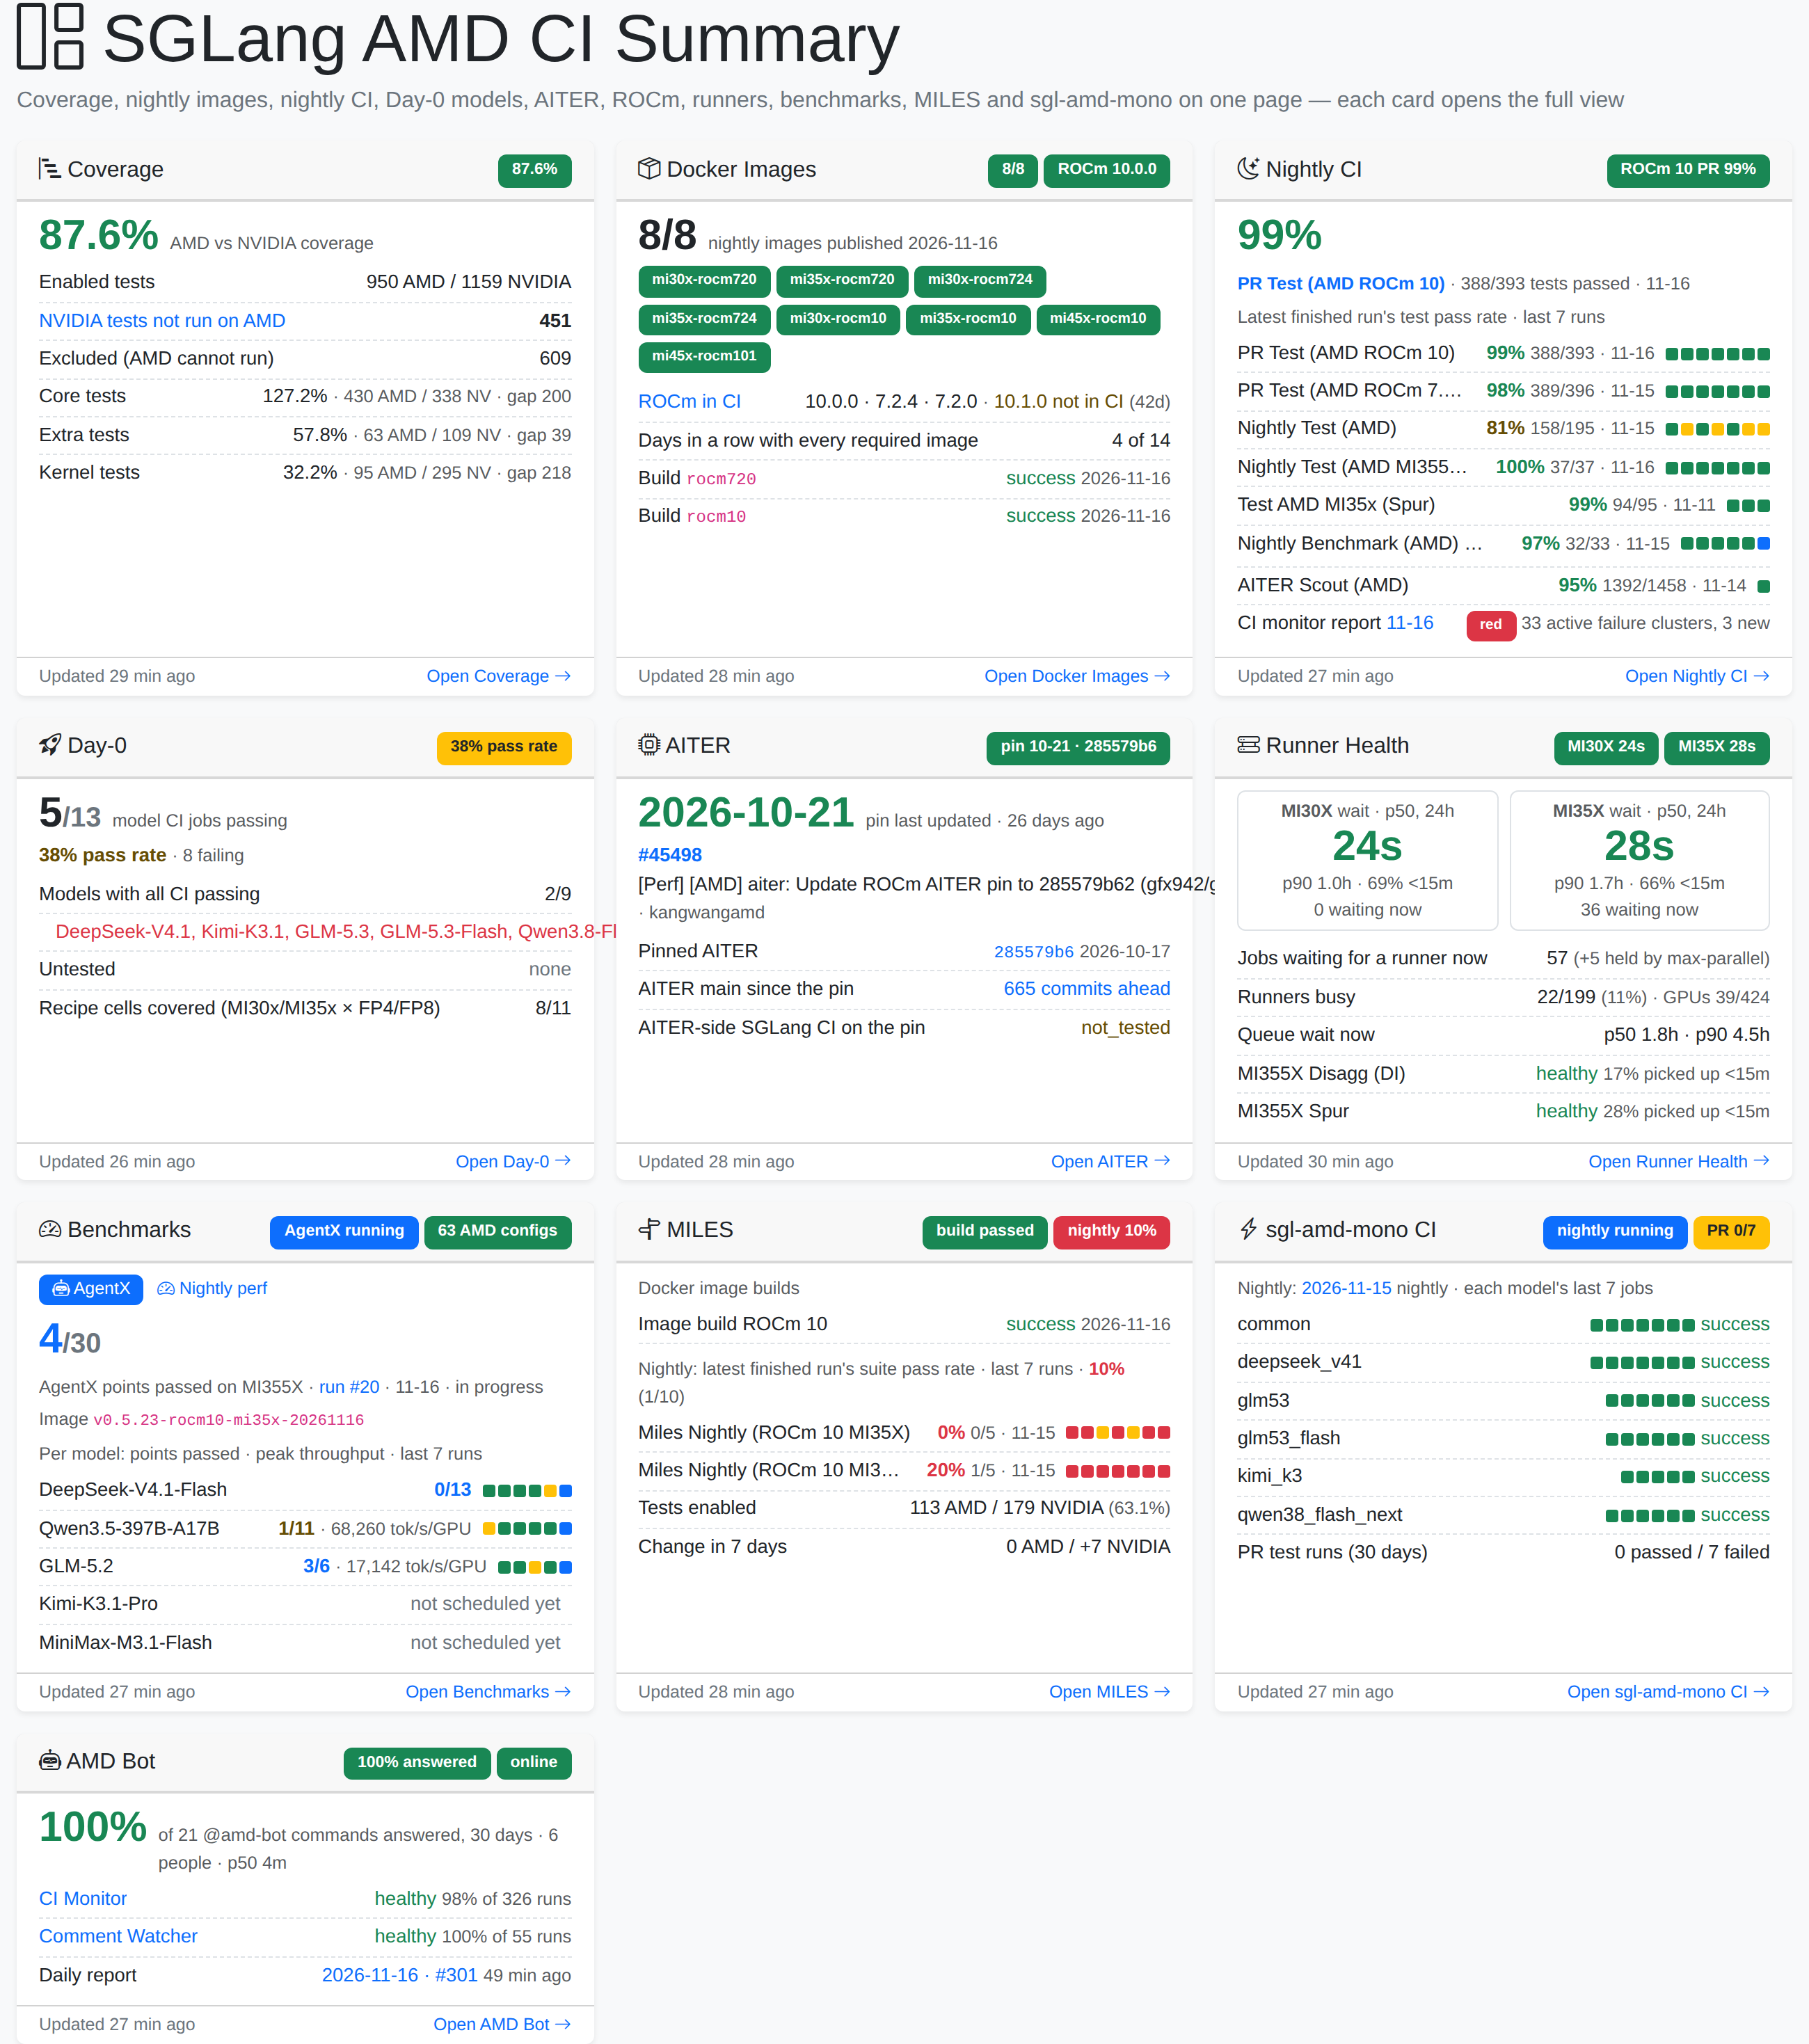 SGLang AMD CI Summary
Coverage, nightly images, nightly CI, Day-0 models, AITER, ROCm, runners, benchmarks, MILES and sgl-amd-mono on one page — each card opens the full view
Coverage 87.6%
87.6% AMD vs NVIDIA coverage
Enabled tests 950 AMD / 1159 NVIDIA
NVIDIA tests not run on AMD 451
Excluded (AMD cannot run) 609
Core tests 127.2% · 430 AMD / 338 NV · gap 200
Extra tests 57.8% · 63 AMD / 109 NV · gap 39
Kernel tests 32.2% · 95 AMD / 295 NV · gap 218
Updated 29 min ago Open Coverage →
Docker Images 8/8 ROCm 10.0.0
8/8 nightly images published 2026-11-16
mi30x-rocm720 mi35x-rocm720 mi30x-rocm724
mi35x-rocm724 mi30x-rocm10 mi35x-rocm10 mi45x-rocm10
mi45x-rocm101
ROCm in CI 10.0.0 · 7.2.4 · 7.2.0 · 10.1.0 not in CI (42d)
Days in a row with every required image 4 of 14
Build rocm720 success 2026-11-16
Build rocm10 success 2026-11-16
Updated 28 min ago Open Docker Images →
Nightly CI ROCm 10 PR 99%
99%
PR Test (AMD ROCm 10) · 388/393 tests passed · 11-16
Latest finished run's test pass rate · last 7 runs
PR Test (AMD ROCm 10) 99% 388/393 · 11-16
PR Test (AMD ROCm 7.… 98% 389/396 · 11-15
Nightly Test (AMD) 81% 158/195 · 11-15
Nightly Test (AMD MI355… 100% 37/37 · 11-16
Test AMD MI35x (Spur) 99% 94/95 · 11-11
Nightly Benchmark (AMD) … 97% 32/33 · 11-15
AITER Scout (AMD) 95% 1392/1458 · 11-14
CI monitor report 11-16 red 33 active failure clusters, 3 new
Updated 27 min ago Open Nightly CI →
Day-0 38% pass rate
5/13 model CI jobs passing
38% pass rate · 8 failing
Models with all CI passing 2/9
DeepSeek-V4.1, Kimi-K3.1, GLM-5.3, GLM-5.3-Flash, Qwen3.8-Fl
Untested none
Recipe cells covered (MI30x/MI35x × FP4/FP8) 8/11
Updated 26 min ago Open Day-0 →
AITER pin 10-21 · 285579b6
2026-10-21 pin last updated · 26 days ago
#45498
[Perf] [AMD] aiter: Update ROCm AITER pin to 285579b62 (gfx942/g
· kangwangamd
Pinned AITER 285579b6 2026-10-17
AITER main since the pin 665 commits ahead
AITER-side SGLang CI on the pin not_tested
Updated 28 min ago Open AITER →
Runner Health MI30X 24s MI35X 28s
MI30X wait · p50, 24h
24s
p90 1.0h · 69% <15m
0 waiting now
MI35X wait · p50, 24h
28s
p90 1.7h · 66% <15m
36 waiting now
Jobs waiting for a runner now 57 (+5 held by max-parallel)
Runners busy 22/199 (11%) · GPUs 39/424
Queue wait now p50 1.8h · p90 4.5h
MI355X Disagg (DI) healthy 17% picked up <15m
MI355X Spur healthy 28% picked up <15m
Updated 30 min ago Open Runner Health →
Benchmarks AgentX running 63 AMD configs
AgentX Nightly perf
4/30
AgentX points passed on MI355X · run #20 · 11-16 · in progress
Image v0.5.23-rocm10-mi35x-20261116
Per model: points passed · peak throughput · last 7 runs
DeepSeek-V4.1-Flash 0/13
Qwen3.5-397B-A17B 1/11 · 68,260 tok/s/GPU
GLM-5.2 3/6 · 17,142 tok/s/GPU
Kimi-K3.1-Pro not scheduled yet
MiniMax-M3.1-Flash not scheduled yet
Updated 27 min ago Open Benchmarks →
MILES build passed nightly 10%
Docker image builds
Image build ROCm 10 success 2026-11-16
Nightly: latest finished run's suite pass rate · last 7 runs · 10%
(1/10)
Miles Nightly (ROCm 10 MI35X) 0% 0/5 · 11-15
Miles Nightly (ROCm 10 MI3… 20% 1/5 · 11-15
Tests enabled 113 AMD / 179 NVIDIA (63.1%)
Change in 7 days 0 AMD / +7 NVIDIA
Updated 28 min ago Open MILES →
sgl-amd-mono CI nightly running PR 0/7
Nightly: 2026-11-15 nightly · each model's last 7 jobs
common success
deepseek_v41 success
glm53 success
glm53_flash success
kimi_k3 success
qwen38_flash_next success
PR test runs (30 days) 0 passed / 7 failed
Updated 27 min ago Open sgl-amd-mono CI →
AMD Bot 100% answered online
100% of 21 @amd-bot commands answered, 30 days · 6
people · p50 4m
CI Monitor healthy 98% of 326 runs
Comment Watcher healthy 100% of 55 runs
Daily report 2026-11-16 · #301 49 min ago
Updated 27 min ago Open AMD Bot →